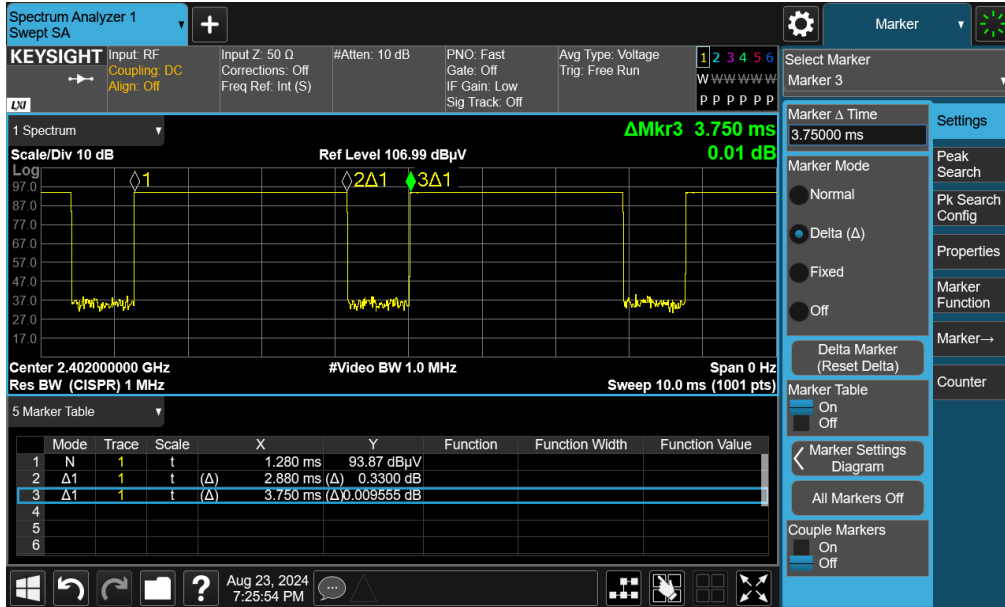 Spectrum Analyzer 1
Swept SA
Marker
KEYSIGHT
Input: RF
Coupling: DC
Align: Off
Input Z: 50 Ω
Corrections: Off
Freq Ref: Int (S)
#Atten: 10 dB
PNO: Fast
Gate: Off
IF Gain: Low
Sig Track: Off
Avg Type: Voltage
Trig: Free Run
1 2 3 4 5 6
W W W W W W
P P P P P P
LXI
Select Marker
Marker 3
1 Spectrum
ΔMkr3 3.750 ms
0.01 dB
Scale/Div 10 dB
Ref Level 106.99 dBµV
Log
97.0
87.0
77.0
67.0
57.0
47.0
37.0
27.0
17.0
1
2Δ1
3Δ1
Center 2.402000000 GHz
#Video BW 1.0 MHz
Span 0 Hz
Res BW (CISPR) 1 MHz
Sweep 10.0 ms (1001 pts)
5 Marker Table
Mode Trace Scale X Y Function Function Width Function Value
1 N 1 t 1.280 ms 93.87 dBµV
2 Δ1 1 t (Δ) 2.880 ms (Δ) 0.3300 dB
3 Δ1 1 t (Δ) 3.750 ms (Δ)0.009555 dB
4
5
6
Marker Δ Time
3.75000 ms
Marker Mode
Normal
Delta (Δ)
Fixed
Off
Delta Marker
(Reset Delta)
Marker Table
On
Off
Marker Settings
Diagram
All Markers Off
Couple Markers
On
Off
Settings
Peak
Search
Pk Search
Config
Properties
Marker
Function
Marker→
Counter
?
Aug 23, 2024
7:25:54 PM